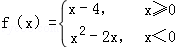 f(x)={x-4, x≥0
x²-2x, x<0